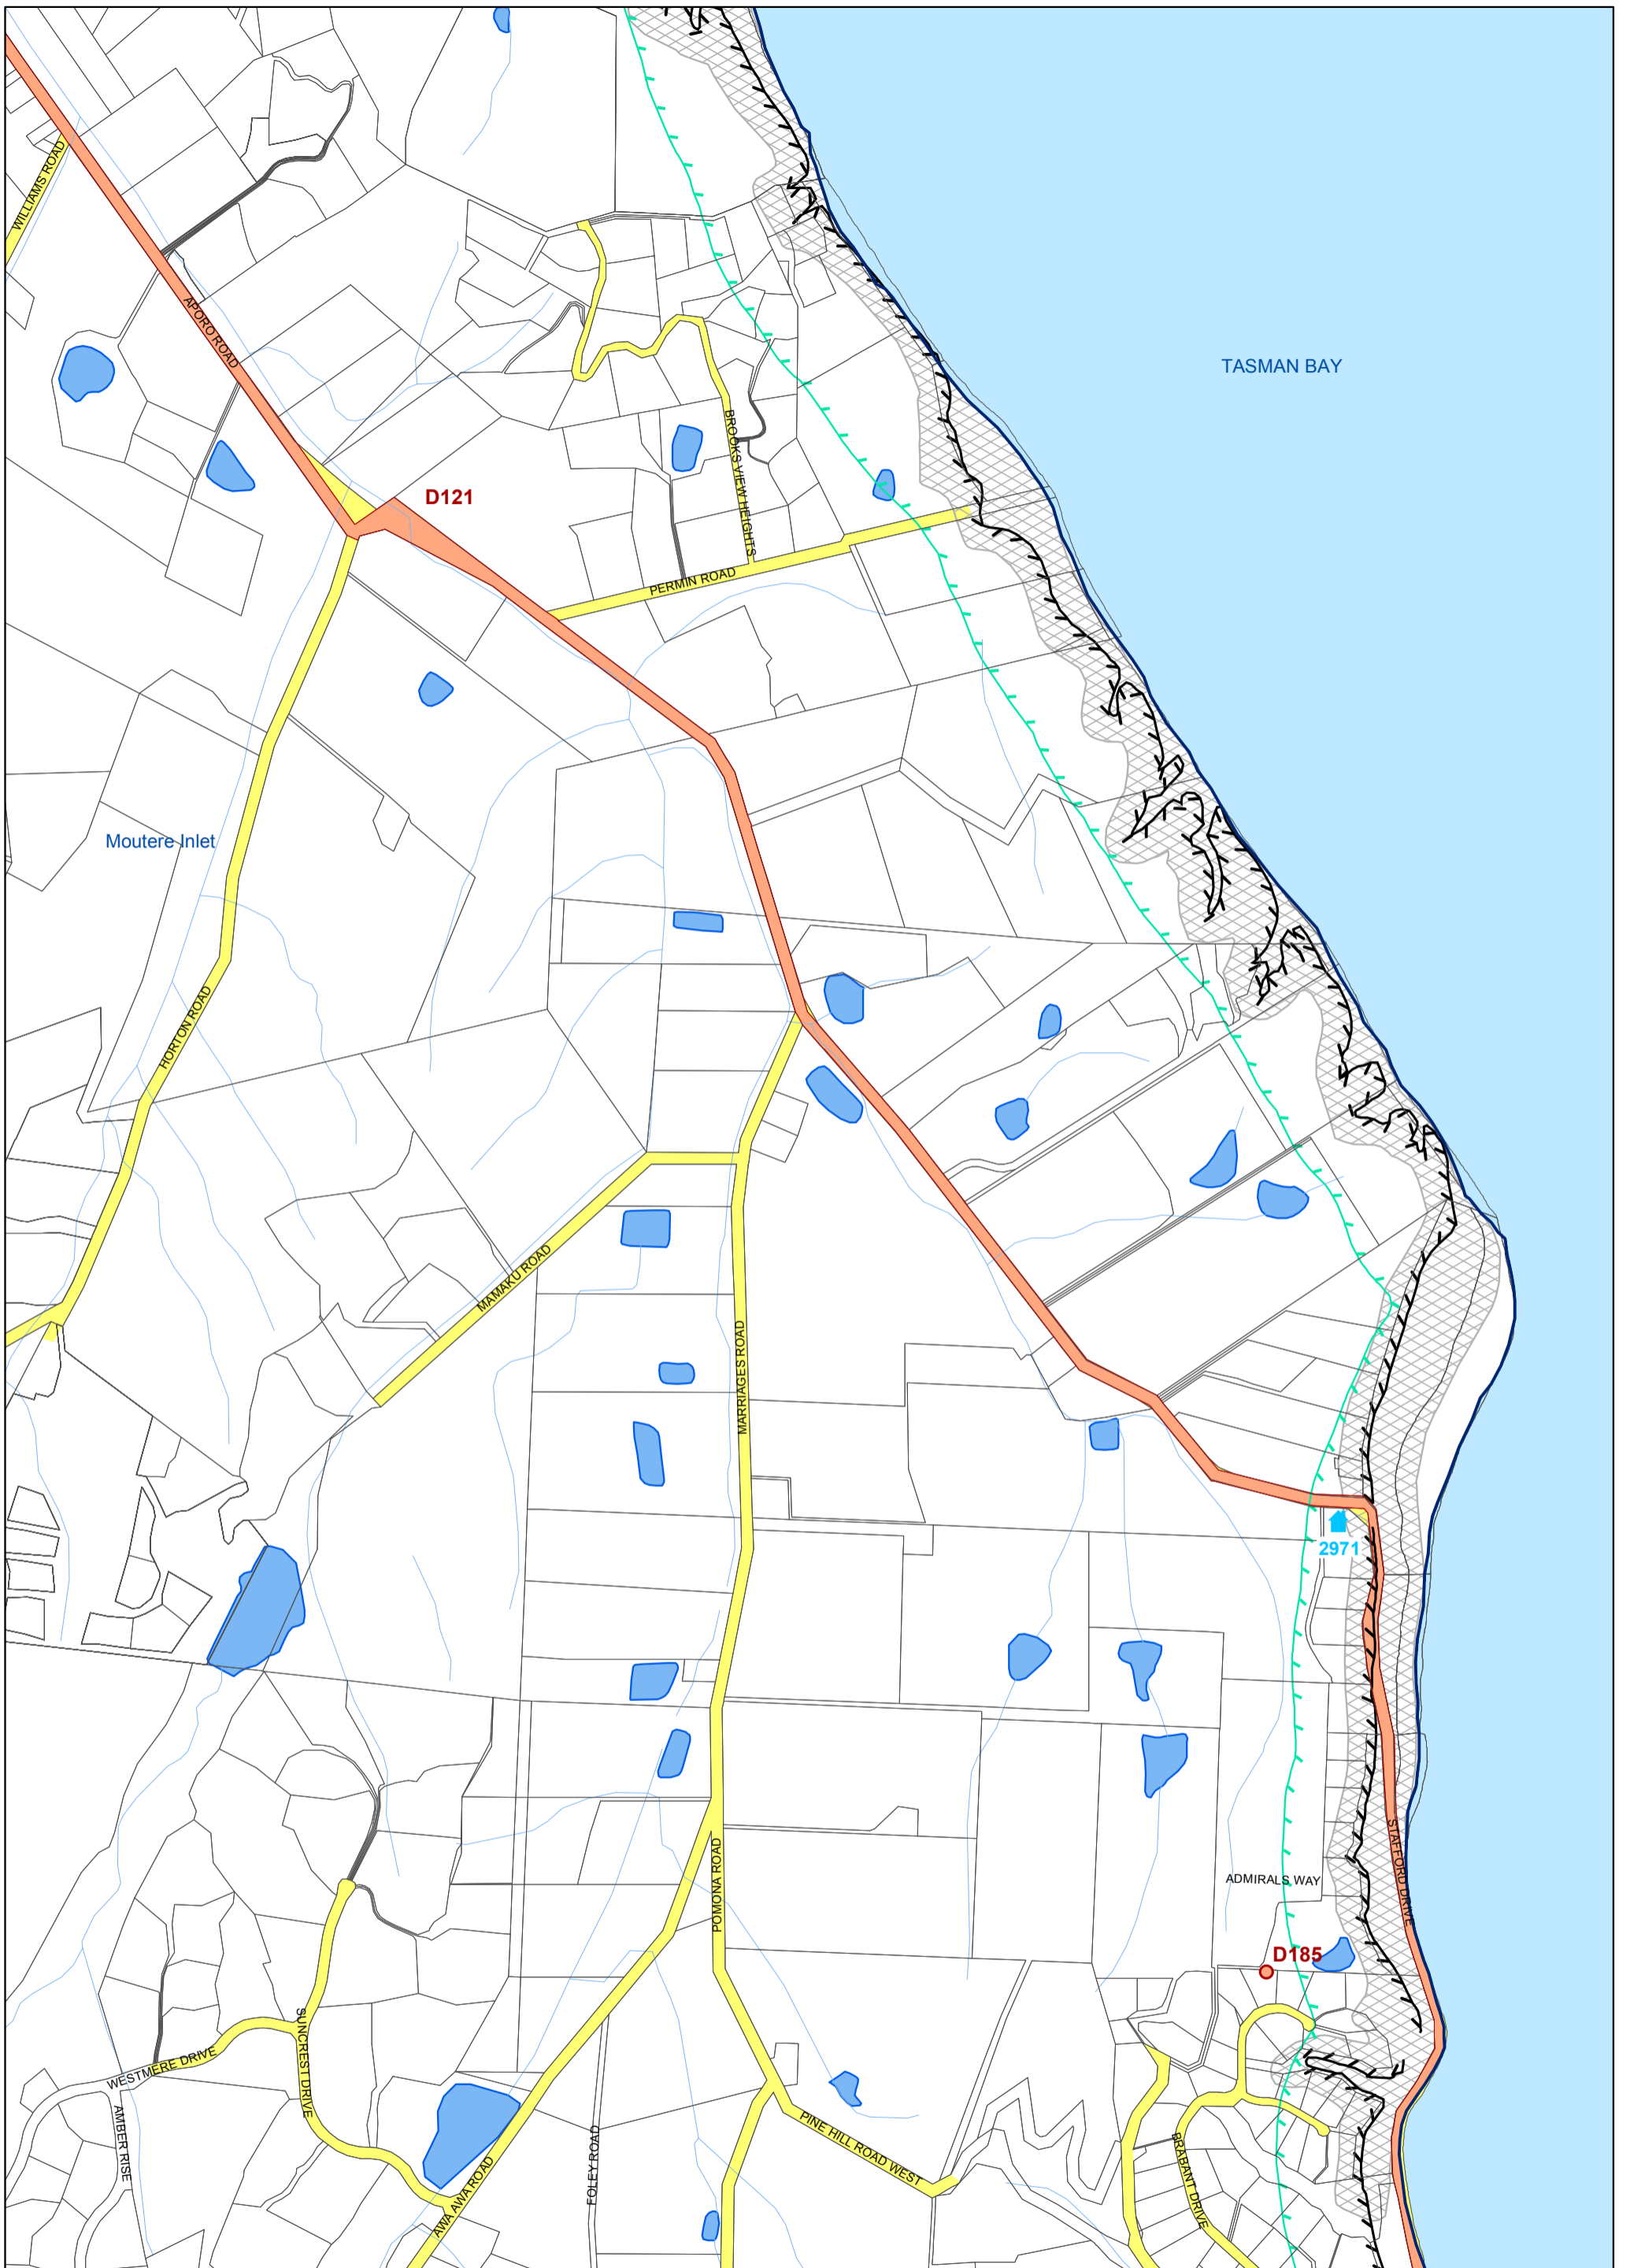 WILLIAMS ROAD
APORO ROAD
TASMAN BAY
BROOKS VIEW HEIGHTS
D121
PERMIN ROAD
Moutere Inlet
HORTON ROAD
MAMAKU ROAD
MARRIAGES ROAD
2971
STAFFORD DRIVE
POMONA ROAD
ADMIRALS WAY
D185
SUNCREST DRIVE
WESTMERE DRIVE
AMBER RISE
PINE HILL ROAD WEST
FOLEY ROAD
AWA AWA ROAD
BRABANT DRIVE